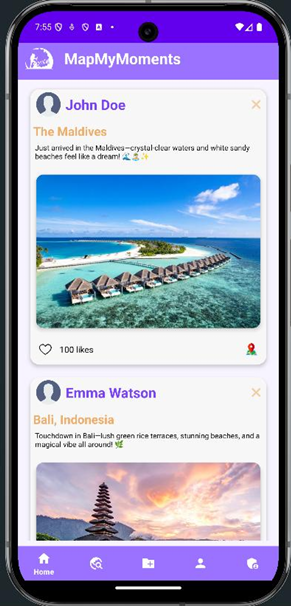 7:55
MapMyMoments
John Doe
The Maldives
Just arrived in the Maldives—crystal-clear waters and white sandy
beaches feel like a dream! 🌊🏝️✨
100 likes
Emma Watson
Bali, Indonesia
Touchdown in Bali—lush green rice terraces, stunning beaches, and a
magical vibe all around! 🌿
Home